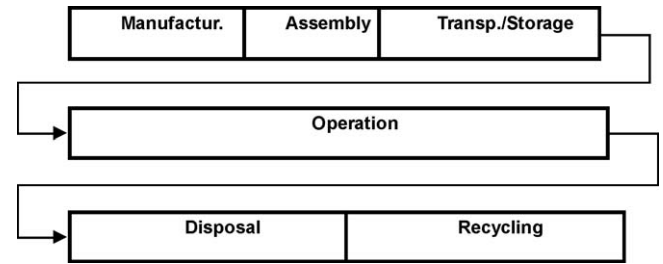 Manufactur. Assembly Transp./Storage
Operation
Disposal Recycling